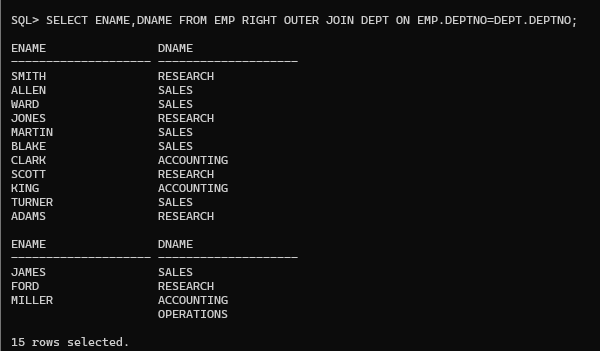 SQL> SELECT ENAME,DNAME FROM EMP RIGHT OUTER JOIN DEPT ON EMP.DEPTNO=DEPT.DEPTNO;
ENAME                DNAME
-------------------- --------------------
SMITH                RESEARCH
ALLEN                SALES
WARD                 SALES
JONES                RESEARCH
MARTIN               SALES
BLAKE                SALES
CLARK                ACCOUNTING
SCOTT                RESEARCH
KING                 ACCOUNTING
TURNER               SALES
ADAMS                RESEARCH
ENAME                DNAME
-------------------- --------------------
JAMES                SALES
FORD                 RESEARCH
MILLER               ACCOUNTING
                     OPERATIONS
15 rows selected.